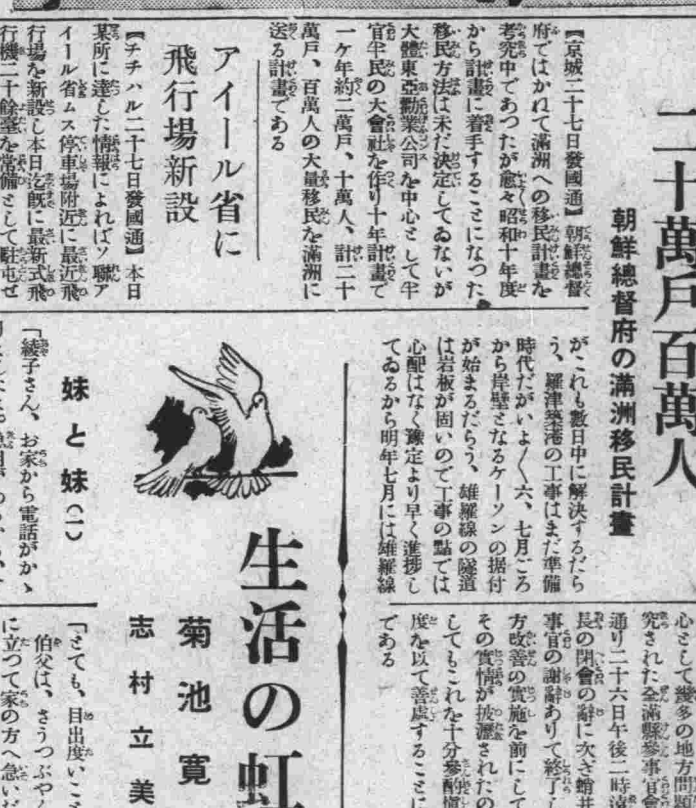 二十萬戶百萬人
朝鮮總督府の滿洲移民計畫
【京城二十七日發國通】朝鮮總督
府ではかねて滿洲への移民計畫を
考究中であつたが愈々昭和十年度
から計畫に着手することになつた
移民方法は未だ決定してゐないが
大體東亞勸業公司を中心として半
官半民の大會社を作り十年計畫で
一ケ年約二萬戶、十萬人、計二十
萬戶、百萬人の大量移民を滿洲に
送る計畫である
アイール省に
飛行場新設
【チチハル二十七日發國通】本日
某所に達した情報によればソ聯ア
イール省ムス停車場附近に最近飛
行場を新設し本日迄旣に最新式飛
行機二十餘臺を常備として駐屯せ
がこれも數日中に解決するだら
う、羅津築港の工事はまだ準備
時代だがいよ〱六、七月ごろ
から岸壁となるケーソンの据付
が始まるだらう、雄羅線の隧道
は岩板が固いので工事の點では
心配はなく豫定より早く進捗し
てゐるから明年七月には雄羅線
心として幾多の地方問題
究された全滿縣參事官會
通り二十六日午後二時
長の閉會の辭に次ぎ蛸井
事官の謝辭ありて終了し
方改善の實施を前にし
その實情が披瀝されたの
してもこれを十分參酌愼
度を以て善處することに
である
生活の虹
菊池寬
志村立美
妹と妹(一)
「綾子さん、お家から電話がかゝ
「とても、目出度いこと
伯父は、さうつぶやん
に立つて家の方へ急いだ